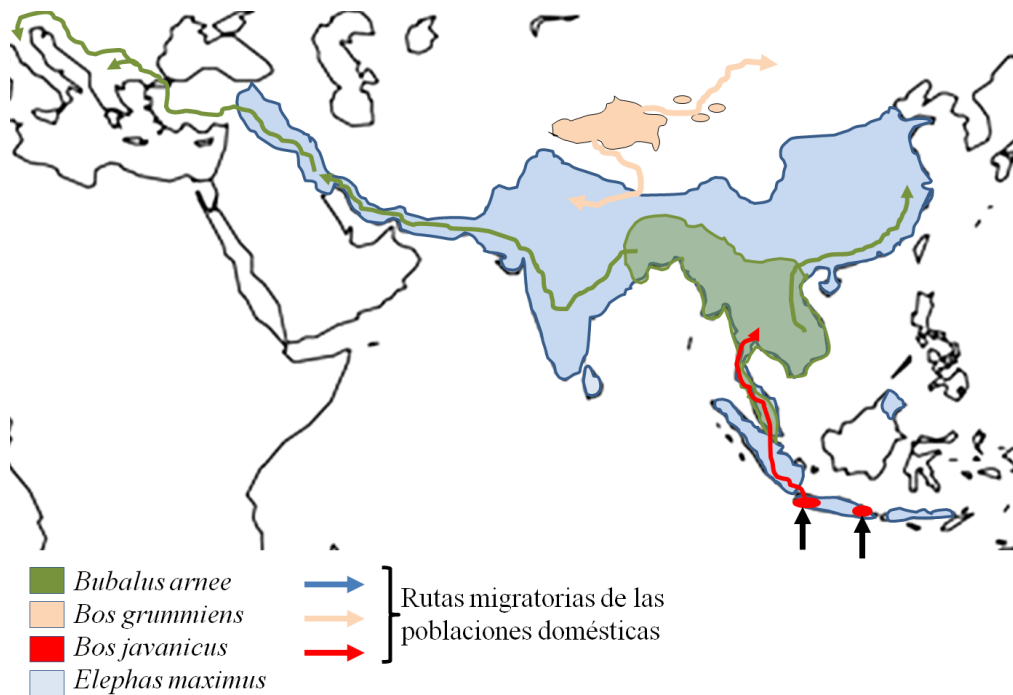 Bubalus arnee
Bos grummiens
Bos javanicus
Elephas maximus
Rutas migratorias de las
poblaciones domésticas